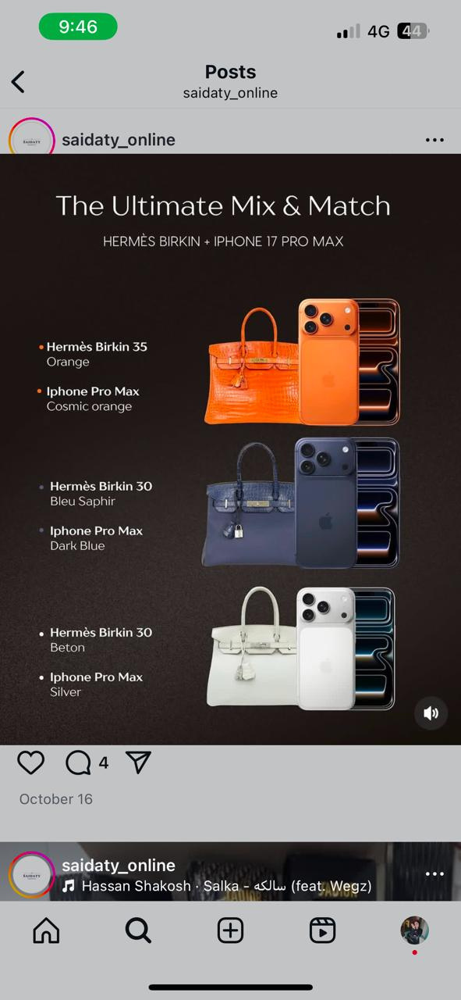 9:46
4G
44
Posts
saidaty_online
SAIDATY
saidaty_online
The Ultimate Mix & Match
HERMÈS BIRKIN + IPHONE 17 PRO MAX
Hermès Birkin 35
Orange
Iphone Pro Max
Cosmic orange
Hermès Birkin 30
Bleu Saphir
Iphone Pro Max
Dark Blue
Hermès Birkin 30
Beton
Iphone Pro Max
Silver
4
October 16
SAIDATY
saidaty_online
Hassan Shakosh · Salka - سالكه (feat. Wegz)